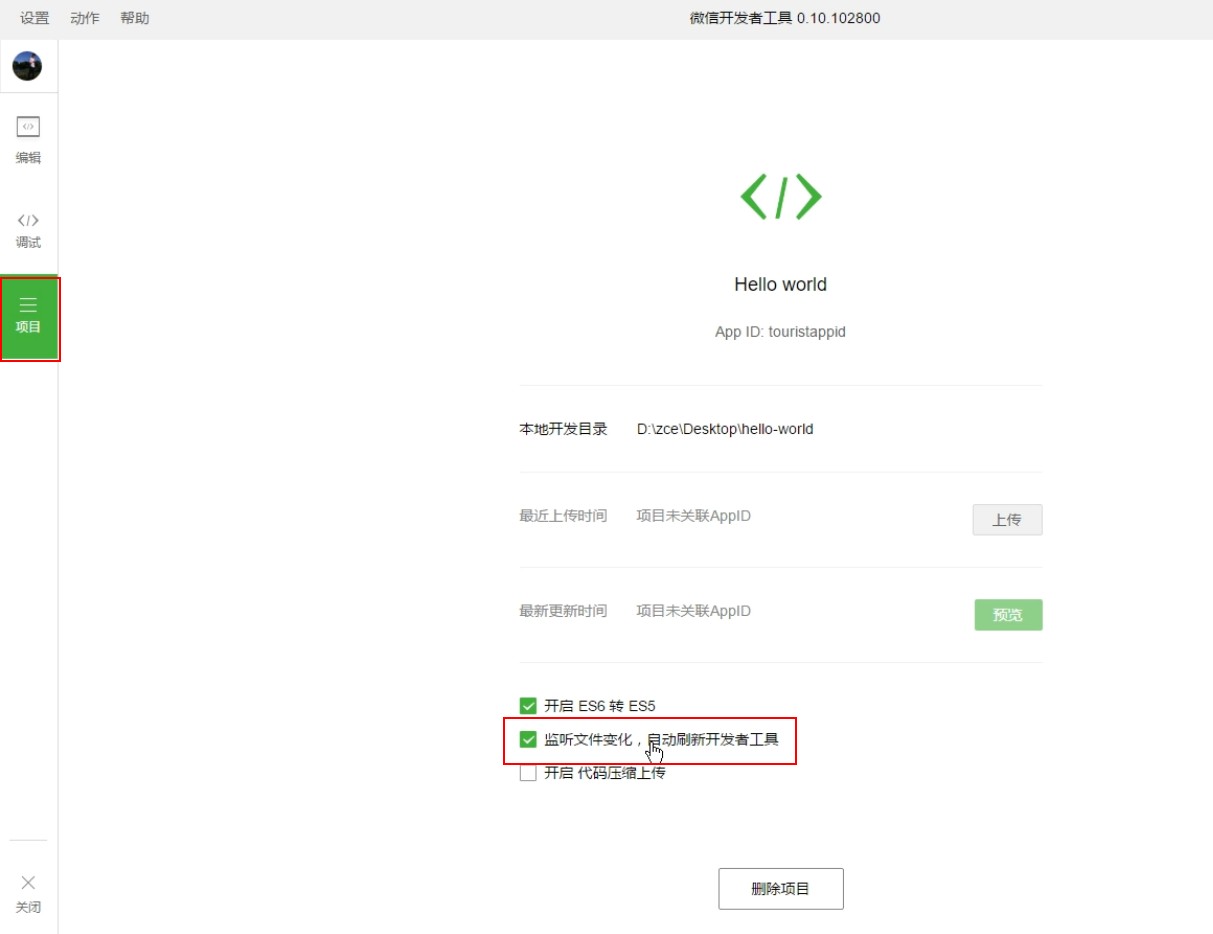 设置 动作 帮助 微信开发者工具 0.10.102800
编辑
调试
项目
Hello world
App ID: touristappid
本地开发目录 D:\zce\Desktop\hello-world
最近上传时间 项目未关联AppID 上传
最新更新时间 项目未关联AppID 预览
开启 ES6 转 ES5
监听文件变化，自动刷新开发者工具
开启 代码压缩上传
删除项目
关闭